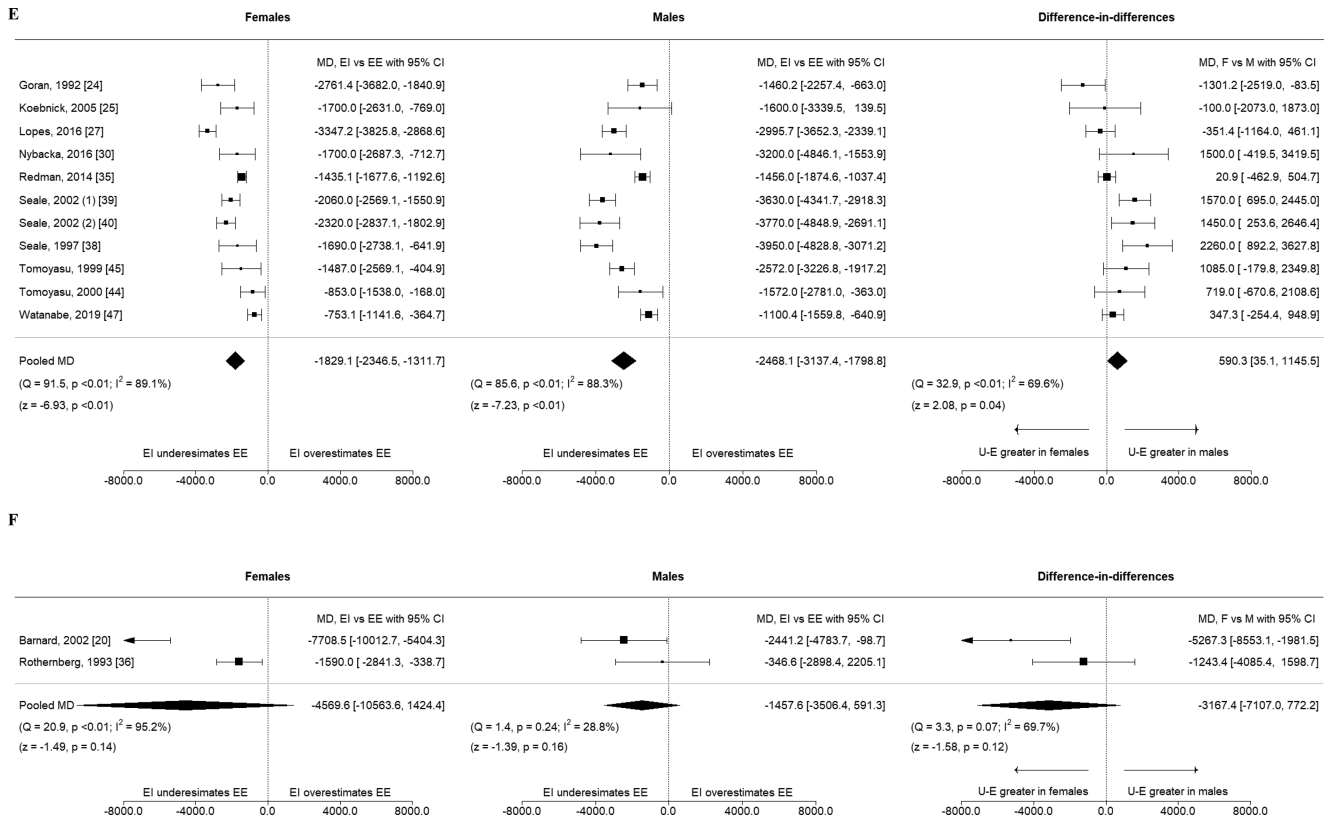 E
Females Males Difference-in-differences
MD, EI vs EE with 95% CI MD, EI vs EE with 95% CI MD, F vs M with 95% CI
Goran, 1992 [24] -2761.4 [-3682.0, -1840.9] -1460.2 [-2257.4, -663.0] -1301.2 [-2519.0, -83.5]
Koebnick, 2005 [25] -1700.0 [-2631.0, -769.0] -1600.0 [-3339.5, 139.5] -100.0 [-2073.0, 1873.0]
Lopes, 2016 [27] -3347.2 [-3825.8, -2868.6] -2995.7 [-3652.3, -2339.1] -351.4 [-1164.0, 461.1]
Nybacka, 2016 [30] -1700.0 [-2687.3, -712.7] -3200.0 [-4846.1, -1553.9] 1500.0 [-419.5, 3419.5]
Redman, 2014 [35] -1435.1 [-1677.6, -1192.6] -1456.0 [-1874.6, -1037.4] 20.9 [-462.9, 504.7]
Seale, 2002 (1) [39] -2060.0 [-2569.1, -1550.9] -3630.0 [-4341.7, -2918.3] 1570.0 [ 695.0, 2445.0]
Seale, 2002 (2) [40] -2320.0 [-2837.1, -1802.9] -3770.0 [-4848.9, -2691.1] 1450.0 [ 253.6, 2646.4]
Seale, 1997 [38] -1690.0 [-2738.1, -641.9] -3950.0 [-4828.8, -3071.2] 2260.0 [ 892.2, 3627.8]
Tomoyasu, 1999 [45] -1487.0 [-2569.1, -404.9] -2572.0 [-3226.8, -1917.2] 1085.0 [-179.8, 2349.8]
Tomoyasu, 2000 [44] -853.0 [-1538.0, -168.0] -1572.0 [-2781.0, -363.0] 719.0 [-670.6, 2108.6]
Watanabe, 2019 [47] -753.1 [-1141.6, -364.7] -1100.4 [-1559.8, -640.9] 347.3 [-254.4, 948.9]
Pooled MD -1829.1 [-2346.5, -1311.7] -2468.1 [-3137.4, -1798.8] 590.3 [35.1, 1145.5]
(Q = 91.5, p <0.01; I² = 89.1%) (Q = 85.6, p <0.01; I² = 88.3%) (Q = 32.9, p <0.01; I² = 69.6%)
(z = -6.93, p <0.01) (z = -7.23, p <0.01) (z = 2.08, p = 0.04)
EI underesimates EE EI overestimates EE EI underesimates EE EI overestimates EE U-E greater in females U-E greater in males
-8000.0 -4000.0 0.0 4000.0 8000.0 -8000.0 -4000.0 0.0 4000.0 8000.0 -8000.0 -4000.0 0.0 4000.0 8000.0
F
Females Males Difference-in-differences
MD, EI vs EE with 95% CI MD, EI vs EE with 95% CI MD, F vs M with 95% CI
Barnard, 2002 [20] -7708.5 [-10012.7, -5404.3] -2441.2 [-4783.7, -98.7] -5267.3 [-8553.1, -1981.5]
Rothernberg, 1993 [36] -1590.0 [-2841.3, -338.7] -346.6 [-2898.4, 2205.1] -1243.4 [-4085.4, 1598.7]
Pooled MD -4569.6 [-10563.6, 1424.4] -1457.6 [-3506.4, 591.3] -3167.4 [-7107.0, 772.2]
(Q = 20.9, p <0.01; I² = 95.2%) (Q = 1.4, p = 0.24; I² = 28.8%) (Q = 3.3, p = 0.07; I² = 69.7%)
(z = -1.49, p = 0.14) (z = -1.39, p = 0.16) (z = -1.58, p = 0.12)
EI underesimates EE EI overestimates EE EI underesimates EE EI overestimates EE U-E greater in females U-E greater in males
-8000.0 -4000.0 0.0 4000.0 8000.0 -8000.0 -4000.0 0.0 4000.0 8000.0 -8000.0 -4000.0 0.0 4000.0 8000.0